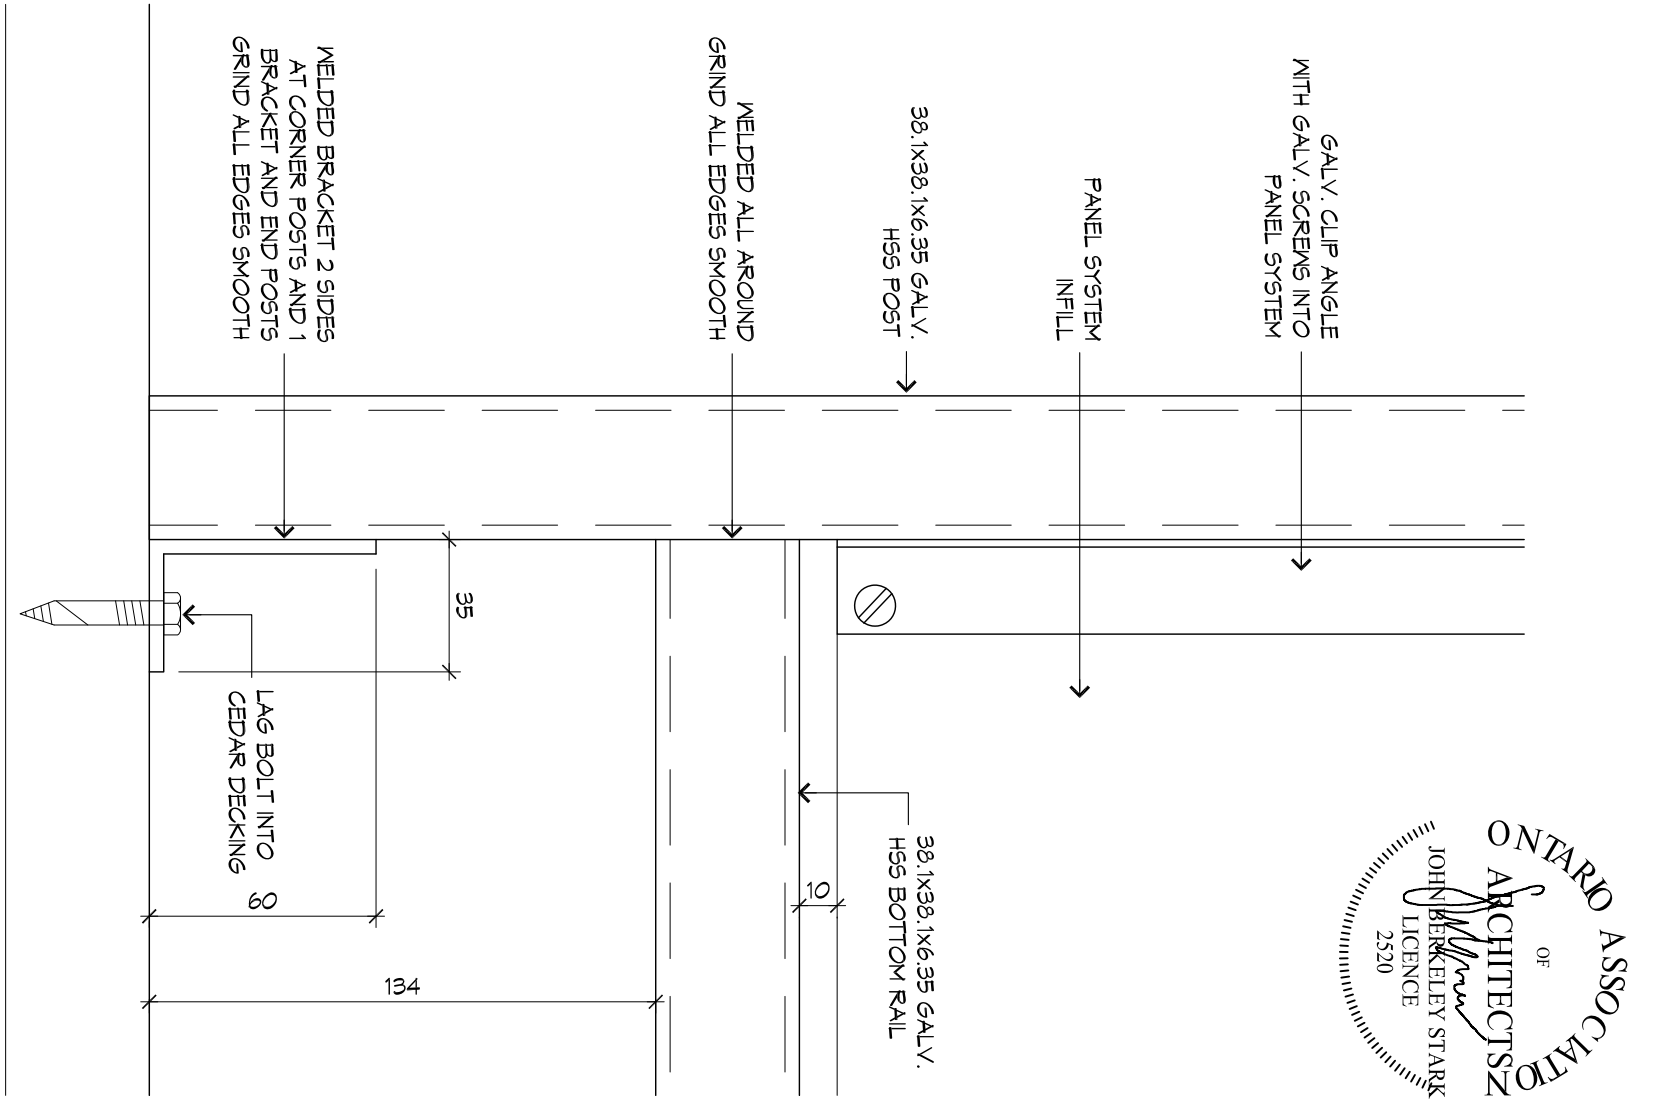 GALV. CLIP ANGLE
WITH GALV. SCREWS INTO
PANEL SYSTEM
PANEL SYSTEM
INFILL
38.1x38.1x6.35 GALV.
HSS POST
WELDED ALL AROUND
GRIND ALL EDGES SMOOTH
WELDED BRACKET 2 SIDES
AT CORNER POSTS AND 1
BRACKET AND END POSTS
GRIND ALL EDGES SMOOTH
35
LAG BOLT INTO
CEDAR DECKING
60
134
10
38.1x38.1x6.35 GALV.
HSS BOTTOM RAIL
ONTARIO ASSOCIATION
OF
ARCHITECTS
JOHN BERKELEY STARK
LICENCE
2520